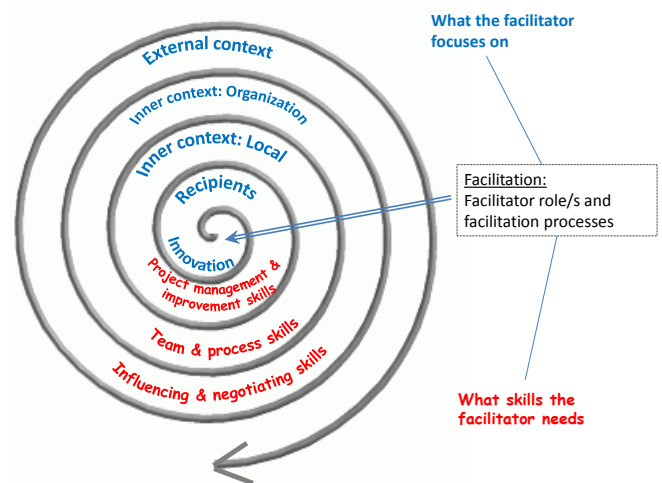 What the facilitator
focuses on
External context
Inner context: Organization
Inner context: Local
Recipients
Innovation
Facilitation:
Facilitator role/s and
facilitation processes
Project management &
improvement skills
Team & process skills
Influencing & negotiating skills
What skills the
facilitator needs